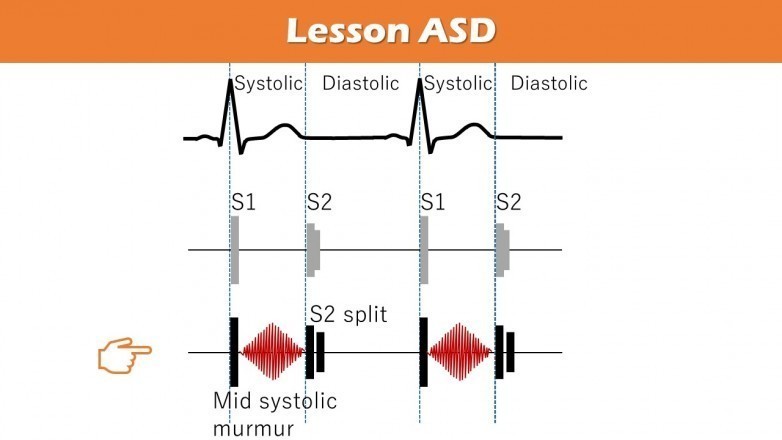 Lesson ASD
Systolic Diastolic Systolic Diastolic
S1 S2 S1 S2
S2 split
Mid systolic
murmur